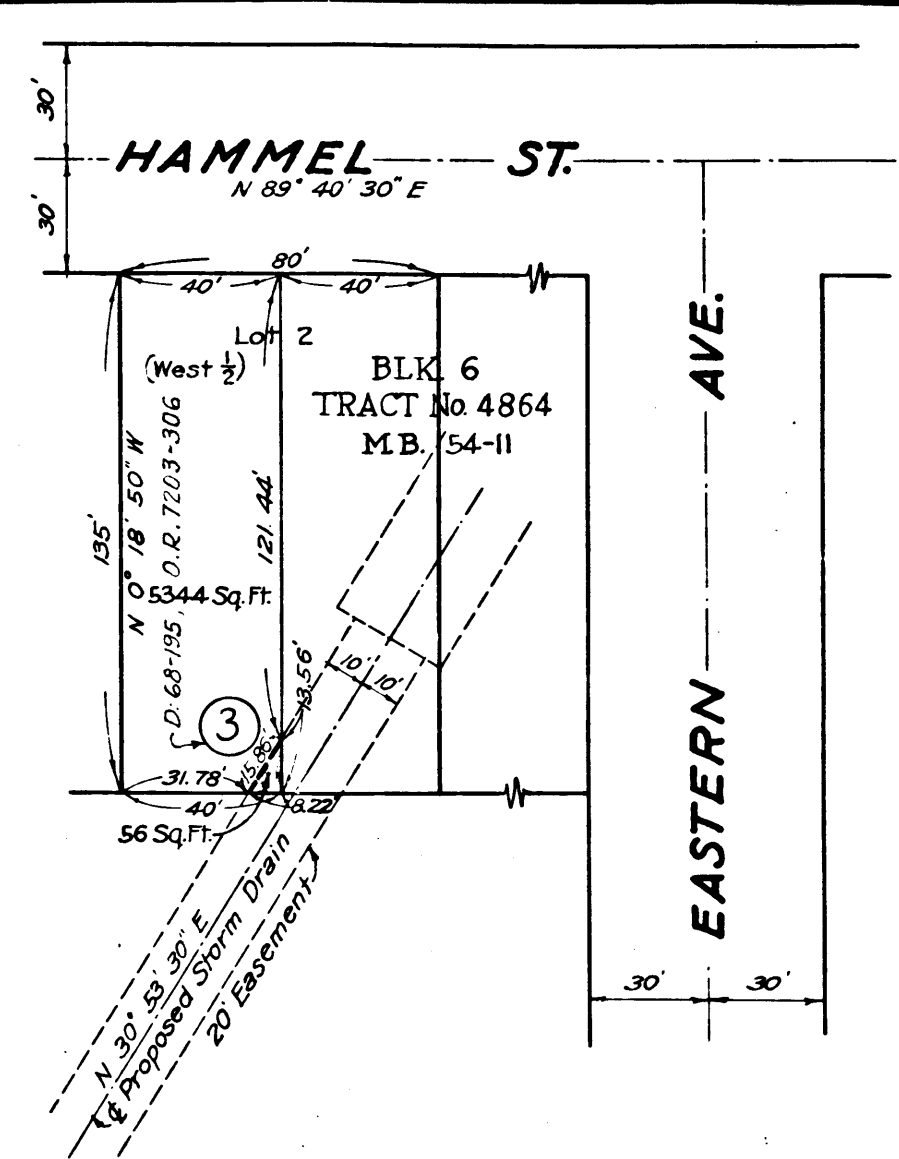 30'
HAMMEL ST.
N 89° 40' 30" E
30'
80'
40' 40'
Lot 2
(West ½)
BLK. 6
TRACT No. 4864
M.B. 54-11
EASTERN AVE.
135'
N 0° 18' 50" W
D:68-195, O.R. 7203-306
121.44'
5344 Sq.Ft.
13.56'
10' 10'
3
15.86'
31.78'
40'
8.22'
56 Sq.Ft.
N 30° 53' 30" E
℄ Proposed Storm Drain
20' Easement
30' 30'